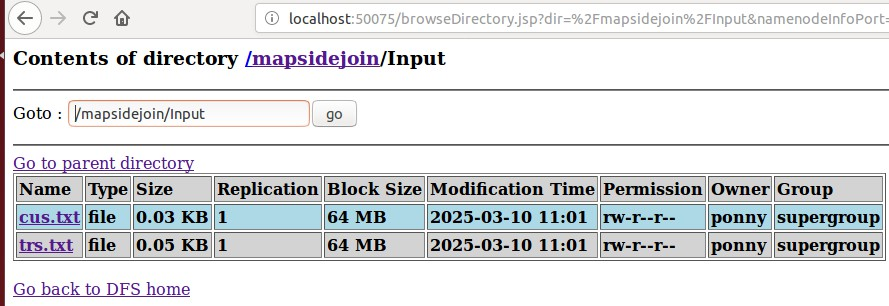 localhost:50075/browseDirectory.jsp?dir=%2Fmapsidejoin%2FInput&namenodeInfoPort=
Contents of directory /mapsidejoin/Input
Goto : /mapsidejoin/Input go
Go to parent directory
Name Type Size Replication Block Size Modification Time Permission Owner Group
cus.txt file 0.03 KB 1 64 MB 2025-03-10 11:01 rw-r--r-- ponny supergroup
trs.txt file 0.05 KB 1 64 MB 2025-03-10 11:01 rw-r--r-- ponny supergroup
Go back to DFS home